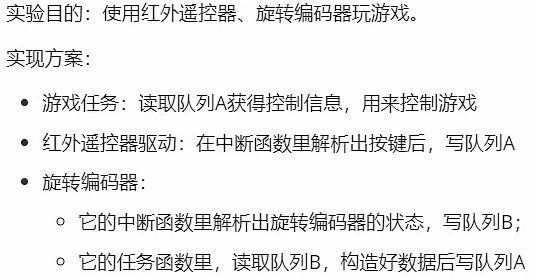 实验目的：使用红外遥控器、旋转编码器玩游戏。
实现方案：
游戏任务：读取队列A获得控制信息，用来控制游戏
红外遥控器驱动：在中断函数里解析出按键后，写队列A
旋转编码器：
它的中断函数里解析出旋转编码器的状态，写队列B；
它的任务函数里，读取队列B，构造好数据后写队列A